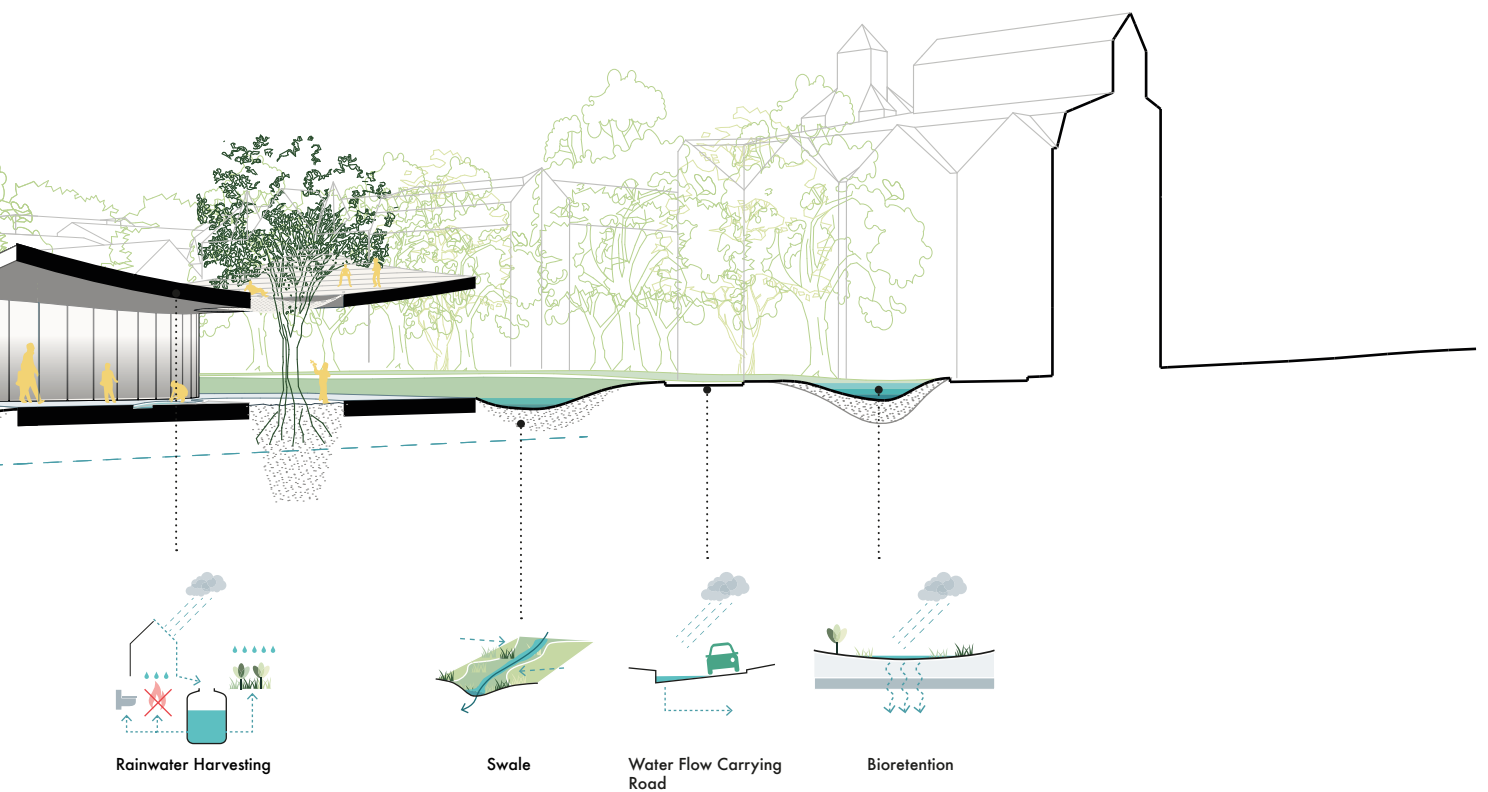 Rainwater Harvesting
Swale
Water Flow Carrying
Road
Bioretention